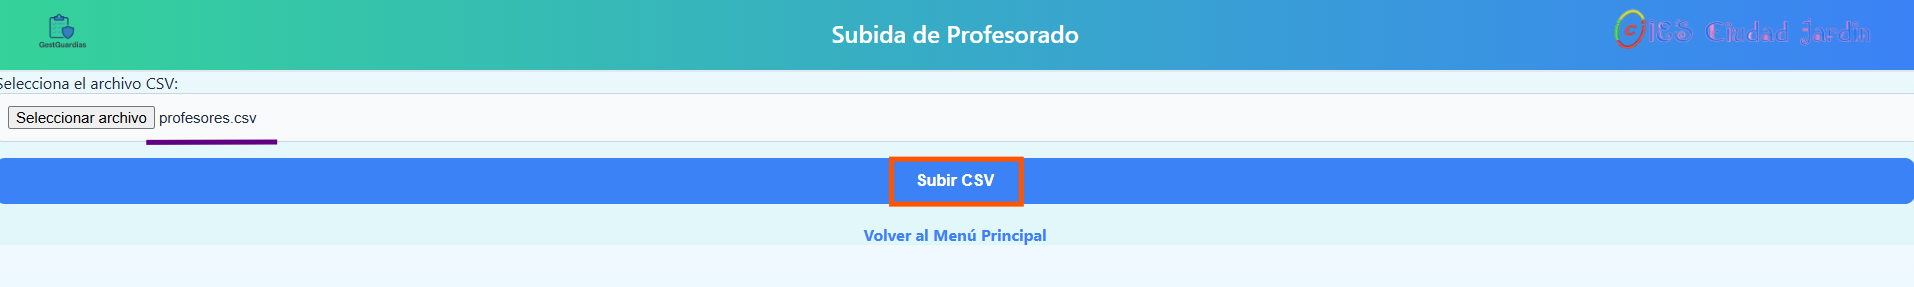 GestGuardias
Subida de Profesorado
IES Ciudad Jardín
Selecciona el archivo CSV:
Seleccionar archivo profesores.csv
Subir CSV
Volver al Menú Principal